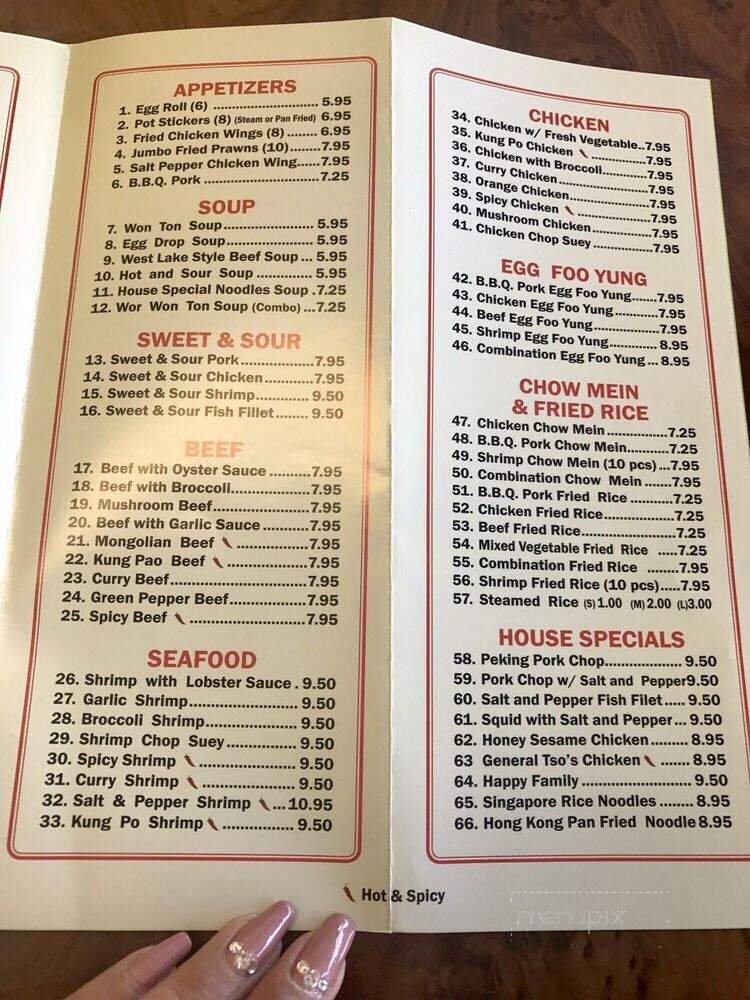 APPETIZERS
1. Egg Roll (6) .................... 5.95
2. Pot Stickers (8) (Steam or Pan Fried) 6.95
3. Fried Chicken Wings (8) ........ 6.95
4. Jumbo Fried Prawns (10)........7.95
5. Salt Pepper Chicken Wing......7.95
6. B.B.Q. Pork ......................7.25
SOUP
7. Won Ton Soup...................... 5.95
8. Egg Drop Soup..................... 5.95
9. West Lake Style Beef Soup ... 5.95
10. Hot and Sour Soup ............. 5.95
11. House Special Noodles Soup .7.25
12. Wor Won Ton Soup (Combo) ...7.25
SWEET & SOUR
13. Sweet & Sour Pork.................7.95
14. Sweet & Sour Chicken............7.95
15. Sweet & Sour Shrimp............. 9.50
16. Sweet & Sour Fish Fillet........ 9.50
BEEF
17. Beef with Oyster Sauce ..........7.95
18. Beef with Broccoli...................7.95
19. Mushroom Beef......................7.95
20. Beef with Garlic Sauce ...........7.95
21. Mongolian Beef ....................7.95
22. Kung Pao Beef ......................7.95
23. Curry Beef..............................7.95
24. Green Pepper Beef..................7.95
25. Spicy Beef ............................7.95
SEAFOOD
26. Shrimp with Lobster Sauce . 9.50
27. Garlic Shrimp........................ 9.50
28. Broccoli Shrimp..................... 9.50
29. Shrimp Chop Suey................ 9.50
30. Spicy Shrimp ...................... 9.50
31. Curry Shrimp ...................... 9.50
32. Salt & Pepper Shrimp ... 10.95
33. Kung Po Shrimp ................ 9.50
CHICKEN
34. Chicken w/ Fresh Vegetable..7.95
35. Kung Po Chicken ..............7.95
36. Chicken with Broccoli...........7.95
37. Curry Chicken ......................7.95
38. Orange Chicken....................7.95
39. Spicy Chicken ...................7.95
40. Mushroom Chicken...............7.95
41. Chicken Chop Suey ...............7.95
EGG FOO YUNG
42. B.B.Q. Pork Egg Foo Yung.......7.95
43. Chicken Egg Foo Yung............7.95
44. Beef Egg Foo Yung..................7.95
45. Shrimp Egg Foo Yung............. 8.95
46. Combination Egg Foo Yung ... 8.95
CHOW MEIN
& FRIED RICE
47. Chicken Chow Mein ...............7.25
48. B.B.Q. Pork Chow Mein..........7.25
49. Shrimp Chow Mein (10 pcs) ...7.95
50. Combination Chow Mein .......7.95
51. B.B.Q. Pork Fried Rice ...........7.25
52. Chicken Fried Rice..................7.25
53. Beef Fried Rice.......................7.25
54. Mixed Vegetable Fried Rice .....7.25
55. Combination Fried Rice ........7.95
56. Shrimp Fried Rice (10 pcs).....7.95
57. Steamed Rice (S) 1.00 (M) 2.00 (L)3.00
HOUSE SPECIALS
58. Peking Pork Chop................... 9.50
59. Pork Chop w/ Salt and Pepper9.50
60. Salt and Pepper Fish Filet ..... 9.50
61. Squid with Salt and Pepper ... 9.50
62. Honey Sesame Chicken ......... 8.95
63 General Tso's Chicken ....... 8.95
64. Happy Family ......................... 9.50
65. Singapore Rice Noodles ........ 8.95
66. Hong Kong Pan Fried Noodle 8.95
Hot & Spicy
menupix